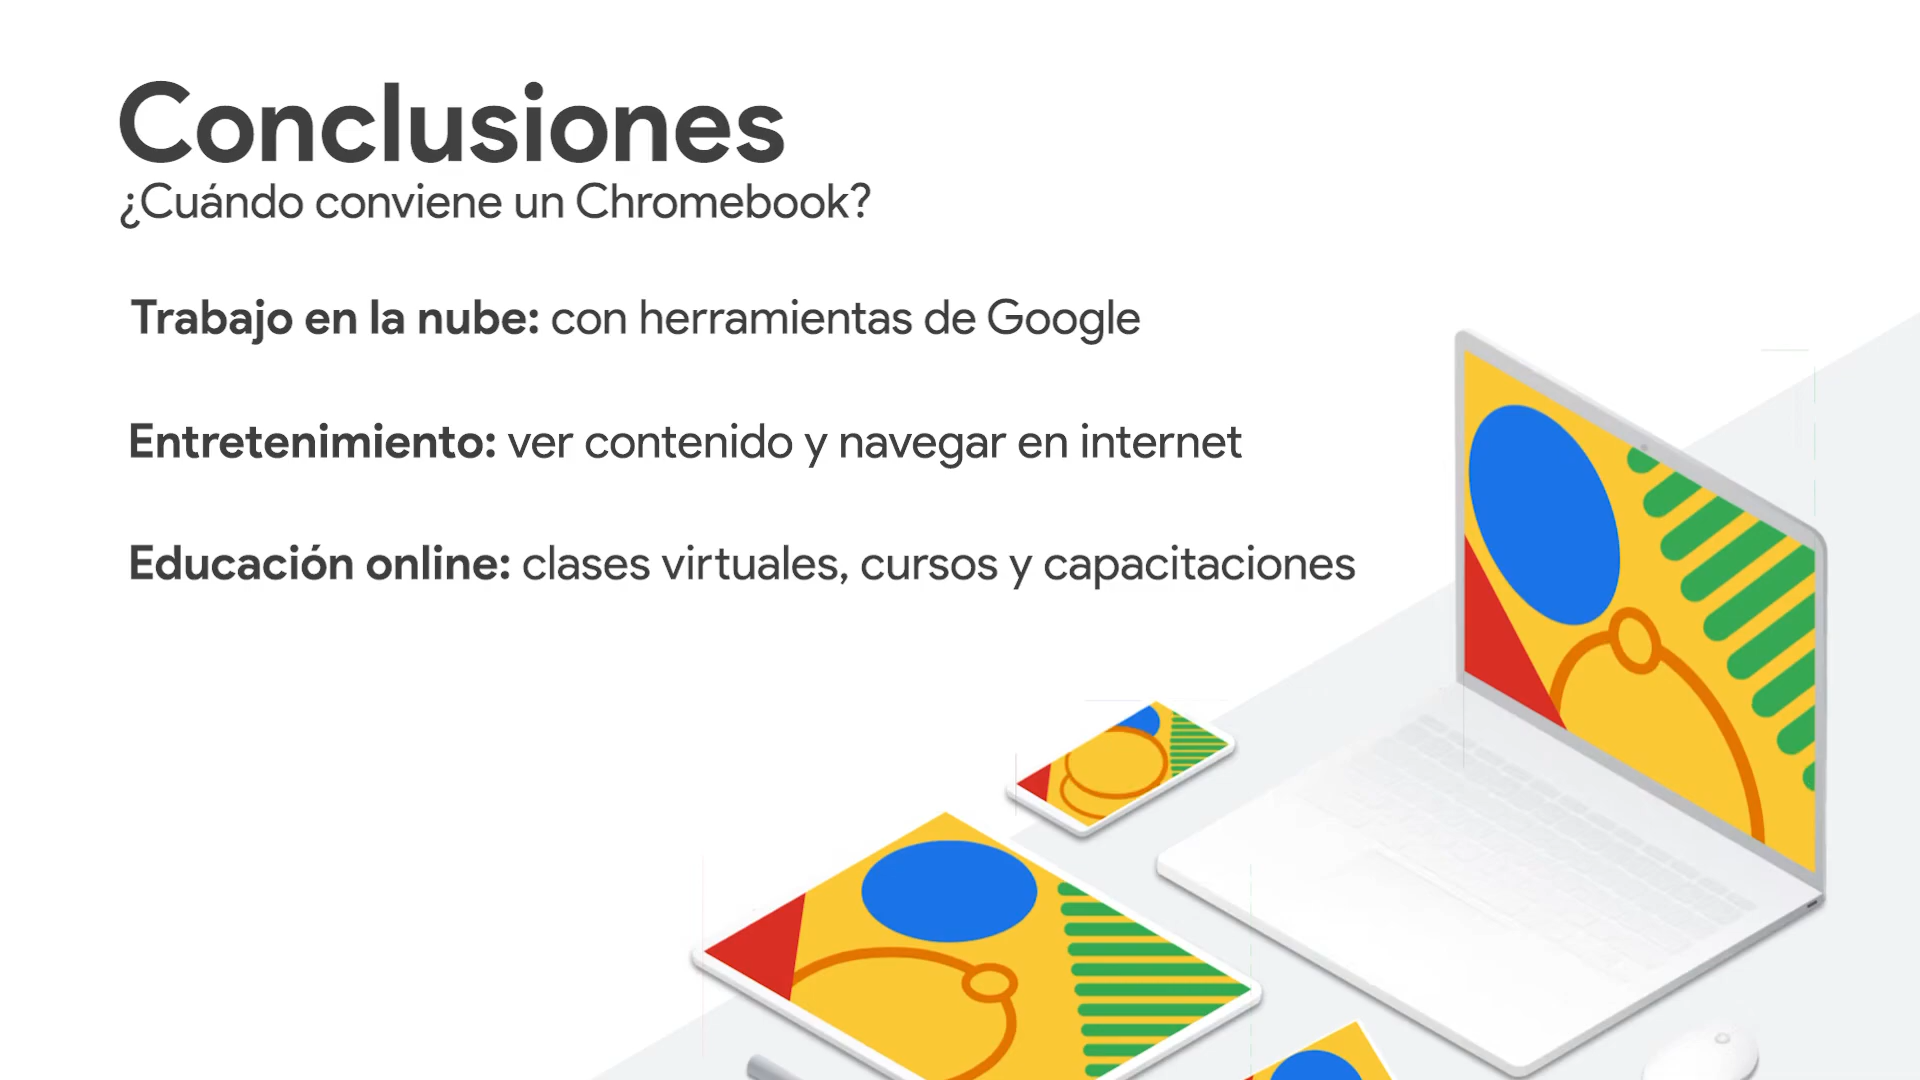 Conclusiones
¿Cuándo conviene un Chromebook?
Trabajo en la nube: con herramientas de Google
Entretenimiento: ver contenido y navegar en internet
Educación online: clases virtuales, cursos y capacitaciones